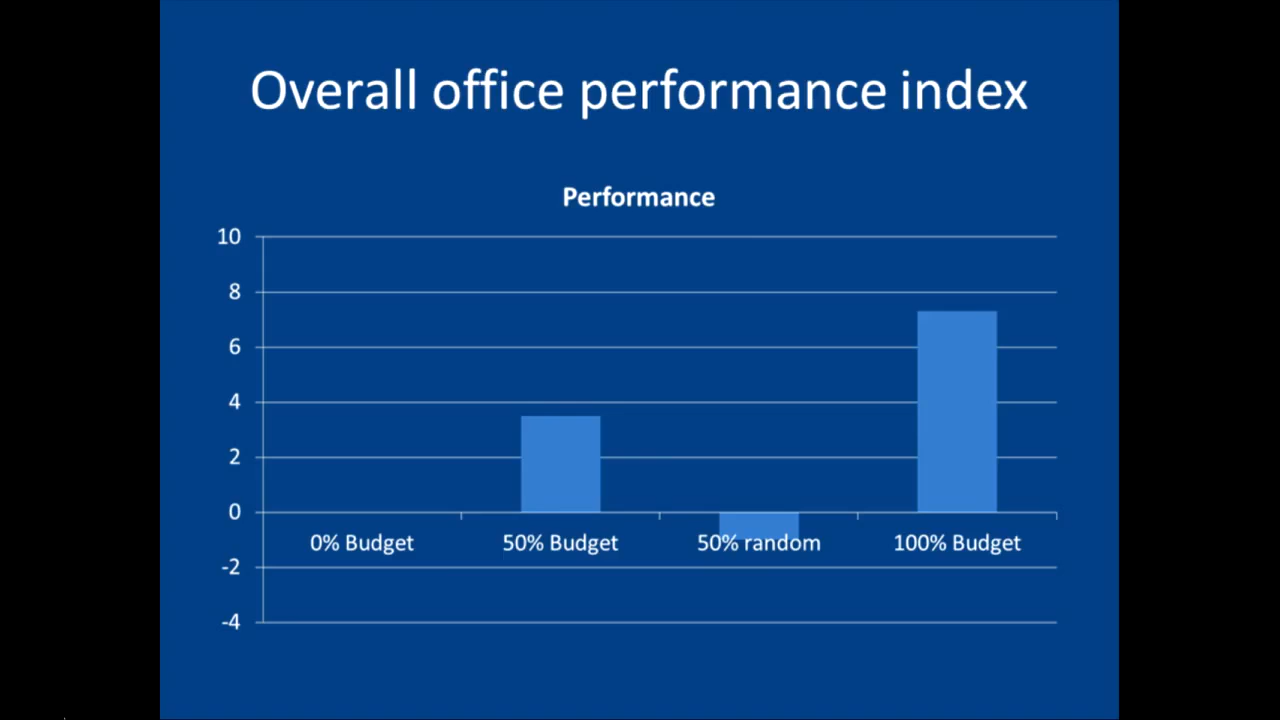 Overall office performance index
Performance
10
8
6
4
2
0
0% Budget 50% Budget 50% random 100% Budget
-2
-4